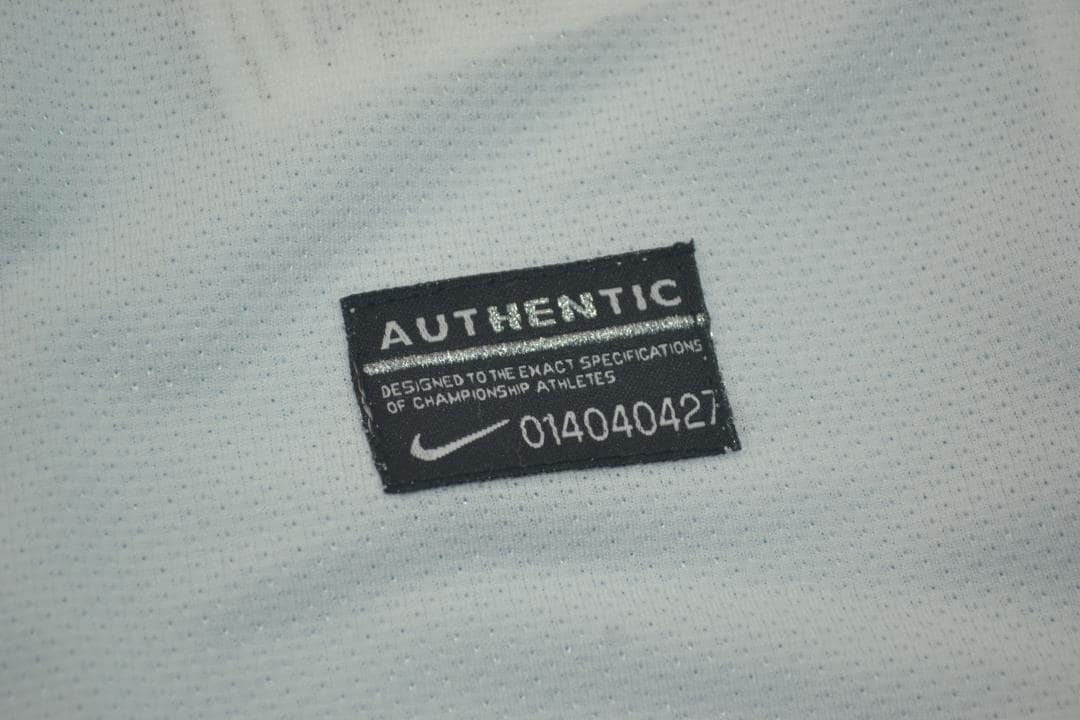 AUTHENTIC
DESIGNED TO THE EXACT SPECIFICATIONS
OF CHAMPIONSHIP ATHLETES
014040427